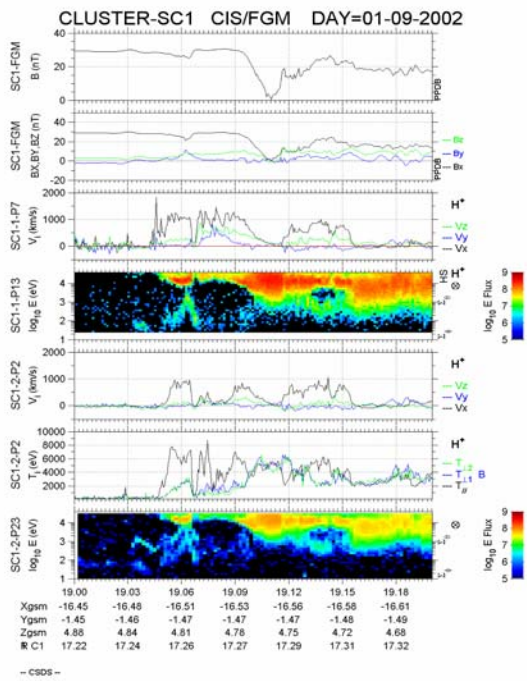 CLUSTER-SC1 CIS/FGM DAY=01-09-2002
SC1-FGM
B (nT)
40
20
0
PPDB
SC1-FGM
BX,BY,BZ (nT)
40
20
0
-20
PPDB
Bz
By
Bx
SC1-1-P7
Vi (km/s)
2000
1000
0
H+
Vz
Vy
Vx
SC1-1-P13
log10 E (eV)
4
3
2
1
HS
H+
9
8
7
6
5
log10 E Flux
SC1-2-P2
Vi (km/s)
2000
1000
0
H+
Vz
Vy
Vx
SC1-2-P2
Ti (eV)
10000
8000
6000
4000
2000
H+
T⊥2
T⊥1 B
T//
SC1-2-P23
log10 E (eV)
4
3
2
1
9
8
7
6
5
log10 E Flux
19.00 19.03 19.06 19.09 19.12 19.15 19.18
Xgsm -16.45 -16.48 -16.51 -16.53 -16.56 -16.58 -16.61
Ygsm -1.45 -1.46 -1.47 -1.47 -1.47 -1.48 -1.49
Zgsm 4.88 4.84 4.81 4.78 4.75 4.72 4.68
R C1 17.22 17.24 17.26 17.27 17.29 17.31 17.32
-- CSDS --